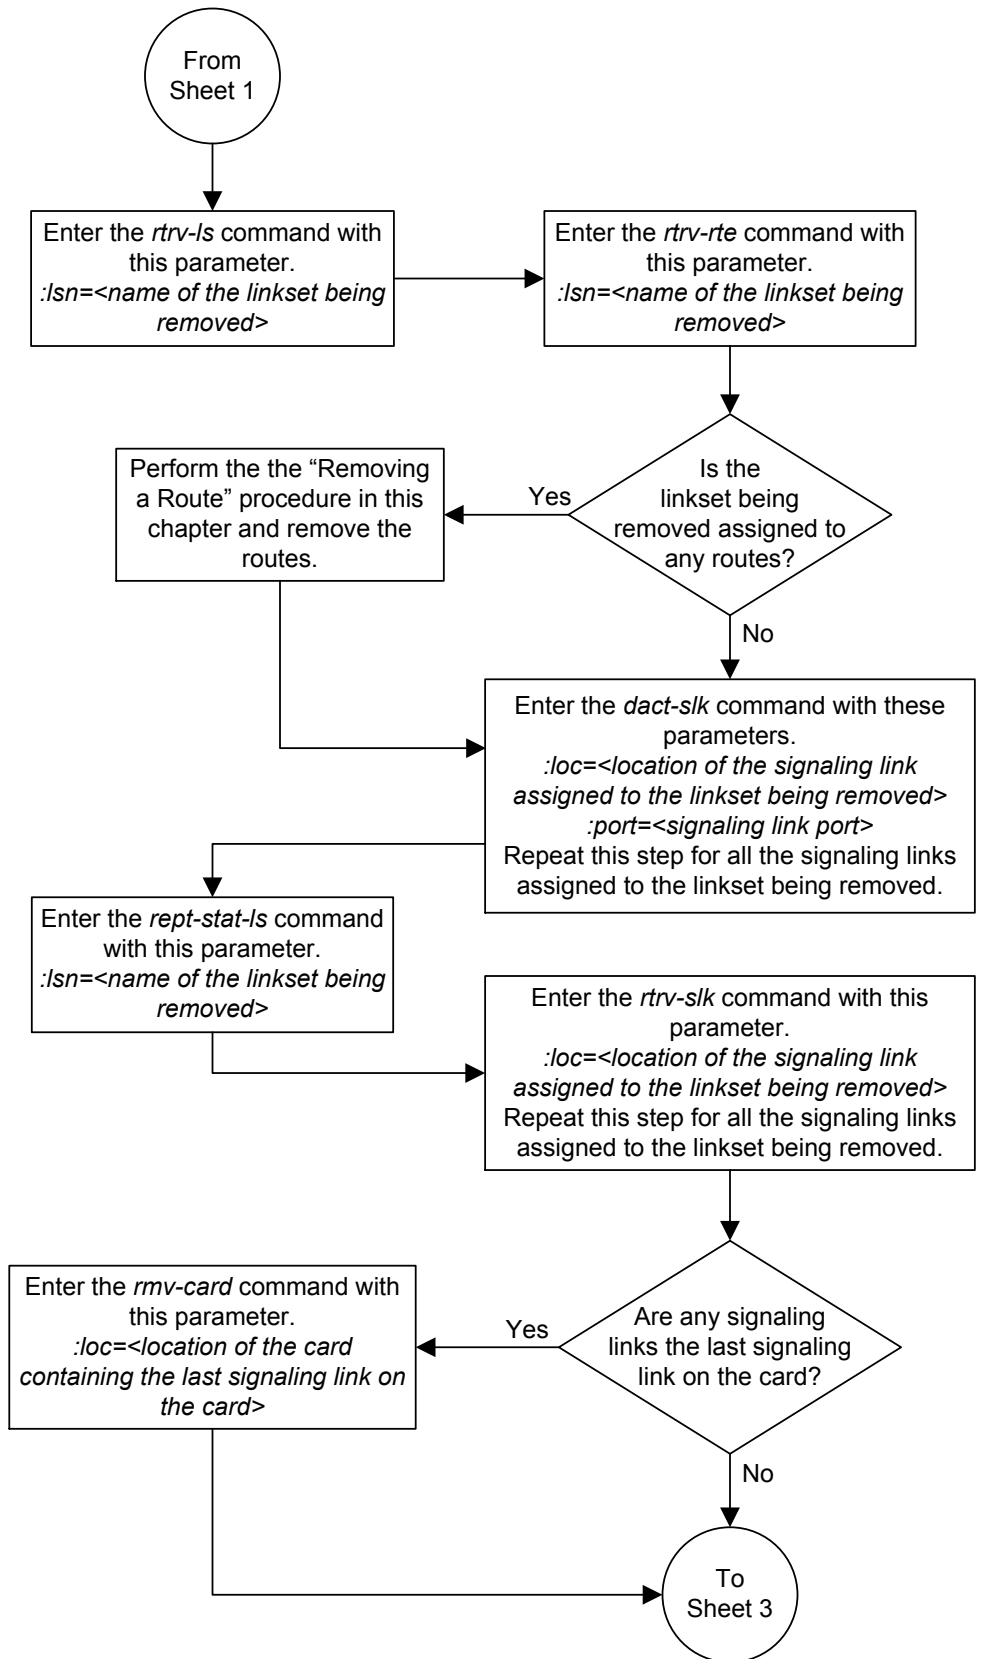 From
Sheet 1
Enter the rtrv-ls command with
this parameter.
:lsn=<name of the linkset being
removed>
Enter the rtrv-rte command with
this parameter.
:lsn=<name of the linkset being
removed>
Is the
linkset being
removed assigned to
any routes?
Yes
Perform the the “Removing
a Route” procedure in this
chapter and remove the
routes.
No
Enter the dact-slk command with these
parameters.
:loc=<location of the signaling link
assigned to the linkset being removed>
:port=<signaling link port>
Repeat this step for all the signaling links
assigned to the linkset being removed.
Enter the rept-stat-ls command
with this parameter.
:lsn=<name of the linkset being
removed>
Enter the rtrv-slk command with this
parameter.
:loc=<location of the signaling link
assigned to the linkset being removed>
Repeat this step for all the signaling links
assigned to the linkset being removed.
Are any signaling
links the last signaling
link on the card?
Yes
Enter the rmv-card command with
this parameter.
:loc=<location of the card
containing the last signaling link on
the card>
No
To
Sheet 3